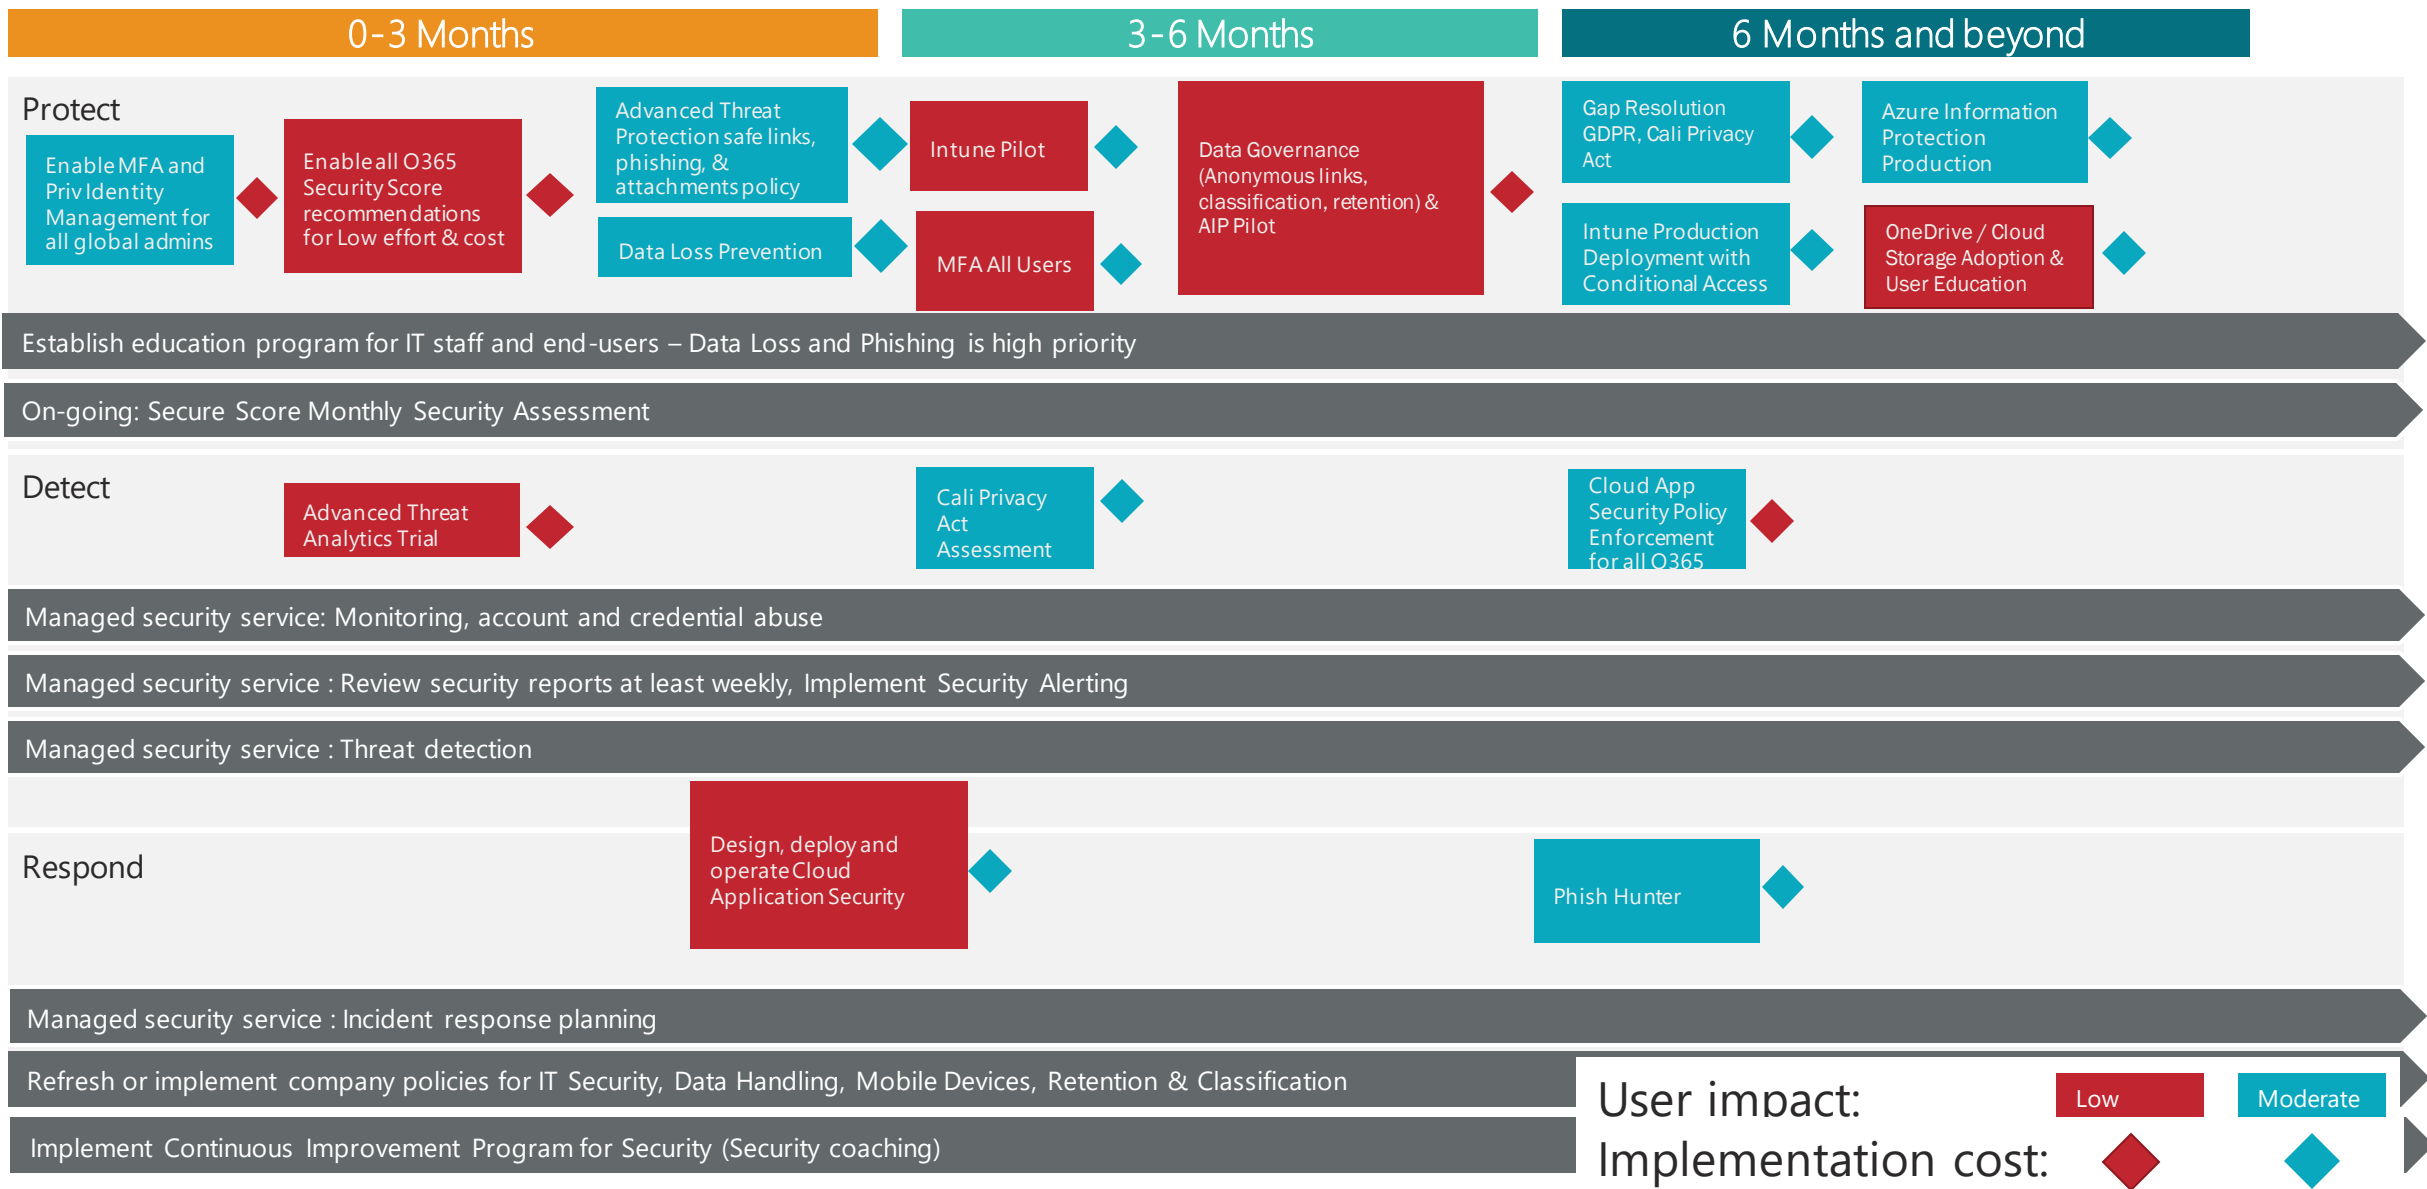 0-3 Months
3-6 Months
6 Months and beyond
Protect
Enable MFA and
Priv Identity
Management for
all global admins
Enable all O365
Security Score
recommendations
for Low effort & cost
Advanced Threat
Protection safe links,
phishing, &
attachments policy
Data Loss Prevention
Intune Pilot
MFA All Users
Data Governance
(Anonymous links,
classification, retention) &
AIP Pilot
Gap Resolution
GDPR, Cali Privacy
Act
Intune Production
Deployment with
Conditional Access
Azure Information
Protection
Production
OneDrive / Cloud
Storage Adoption &
User Education
Establish education program for IT staff and end-users – Data Loss and Phishing is high priority
On-going: Secure Score Monthly Security Assessment
Detect
Advanced Threat
Analytics Trial
Cali Privacy
Act
Assessment
Cloud App
Security Policy
Enforcement
for all O365
Managed security service: Monitoring, account and credential abuse
Managed security service : Review security reports at least weekly, Implement Security Alerting
Managed security service : Threat detection
Respond
Design, deploy and
operate Cloud
Application Security
Phish Hunter
Managed security service : Incident response planning
Refresh or implement company policies for IT Security, Data Handling, Mobile Devices, Retention & Classification
Implement Continuous Improvement Program for Security (Security coaching)
User impact:
Low
Moderate
Implementation cost: